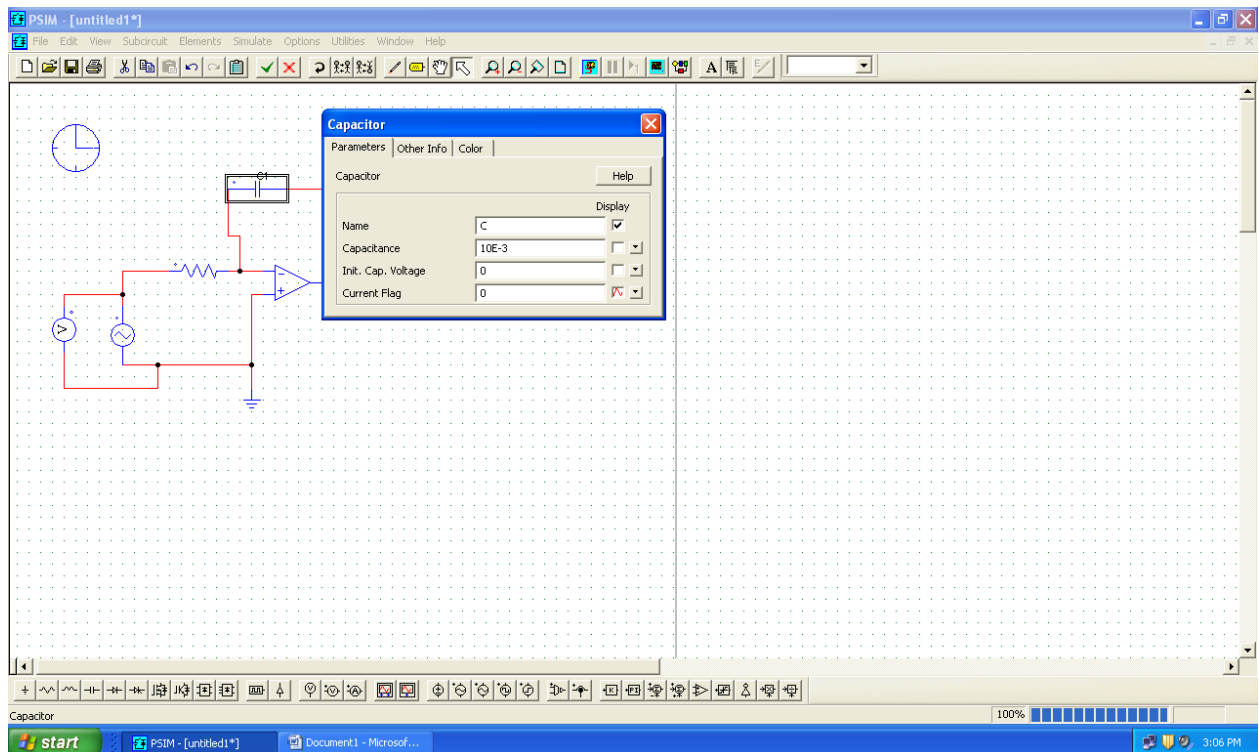 PSIM - [untitled1*]
File Edit View Subcircuit Elements Simulate Options Utilities Window Help
Capacitor
Parameters Other Info Color
Capacitor Help
Display
Name C
Capacitance 10E-3
Init. Cap. Voltage 0
Current Flag 0
C1
V
Capacitor 100%
start PSIM - [untitled1*] Document1 - Microsof... 3:06 PM